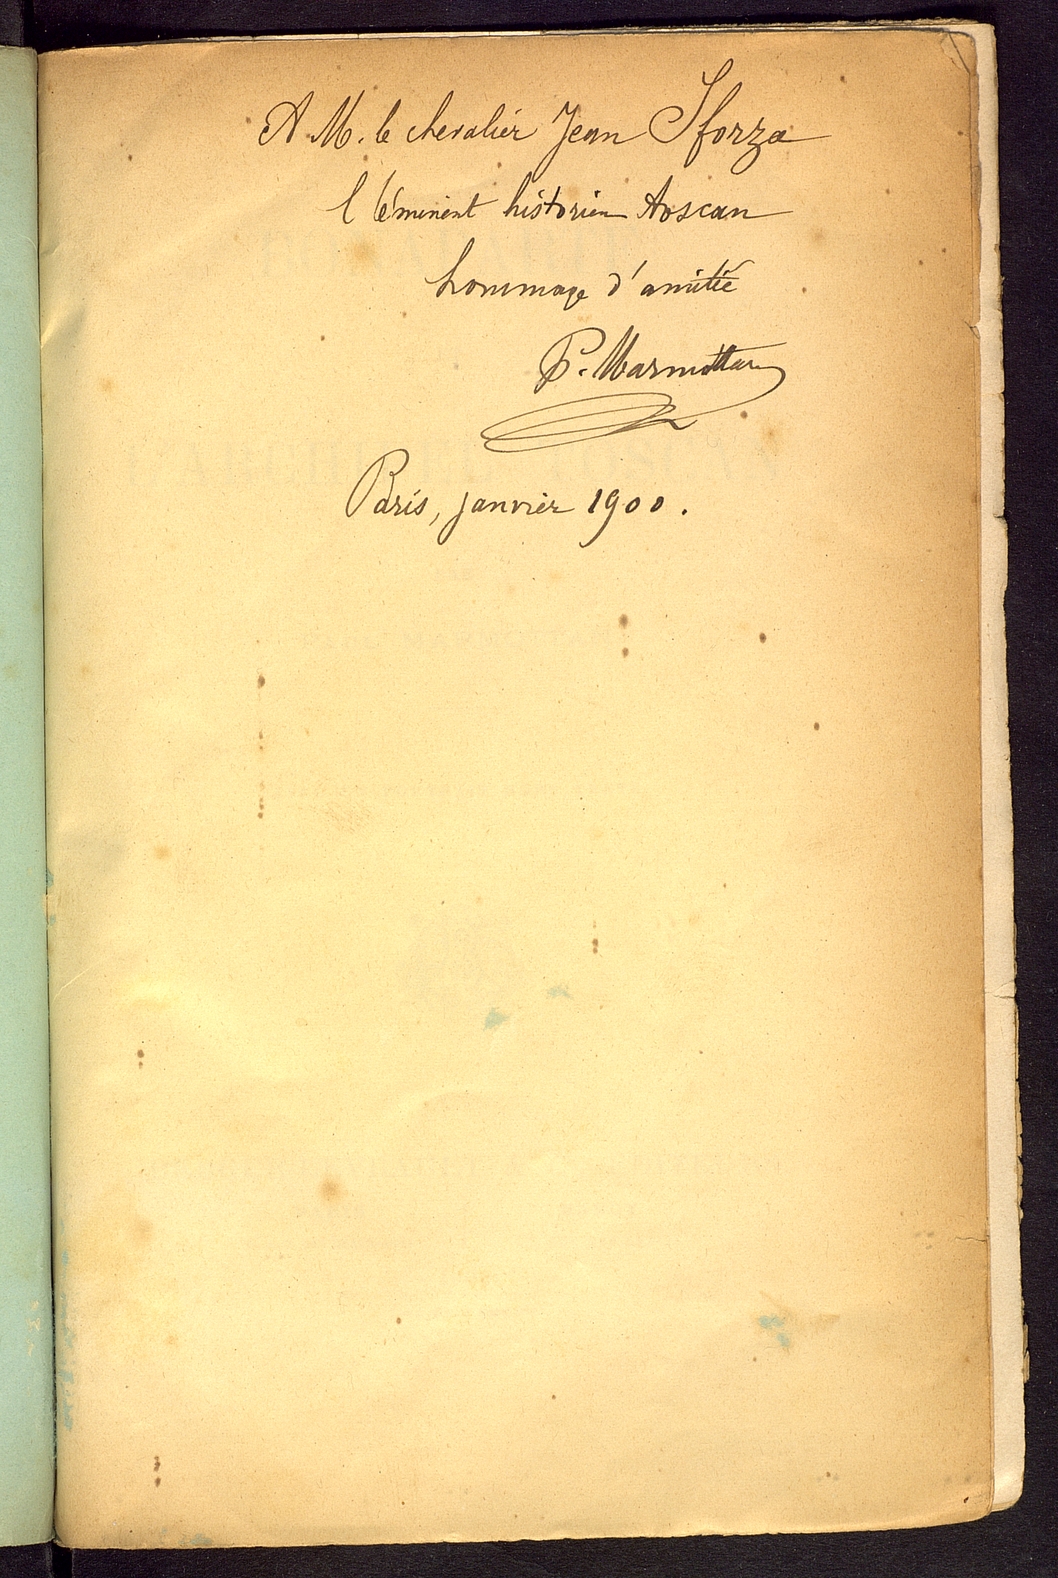 A M. le chevalier Jean Sforza
l'éminent historien toscan
hommage d'amitié
P. Marmottan
Paris, janvier 1900.